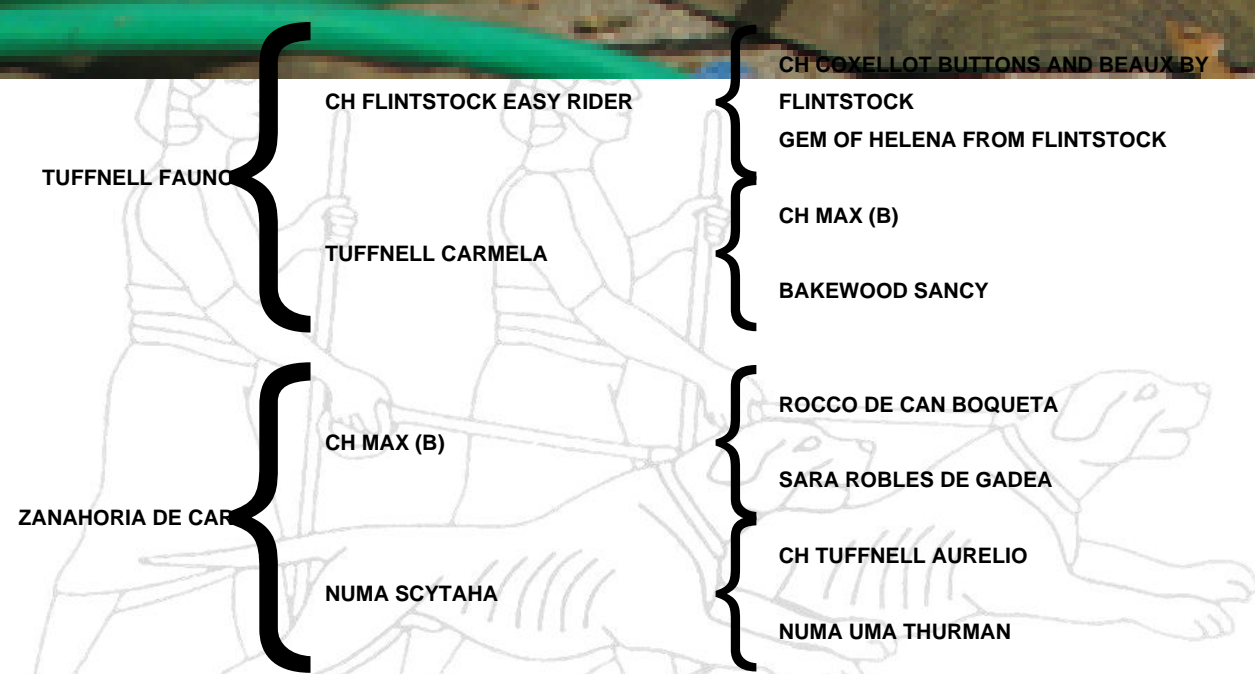 TUFFNELL FAUNO
ZANAHORIA DE CAR
CH FLINTSTOCK EASY RIDER
TUFFNELL CARMELA
CH MAX (B)
NUMA SCYTAHA
CH COXELLOT BUTTONS AND BEAUX BY
FLINTSTOCK
GEM OF HELENA FROM FLINTSTOCK
CH MAX (B)
BAKEWOOD SANCY
ROCCO DE CAN BOQUETA
SARA ROBLES DE GADEA
CH TUFFNELL AURELIO
NUMA UMA THURMAN